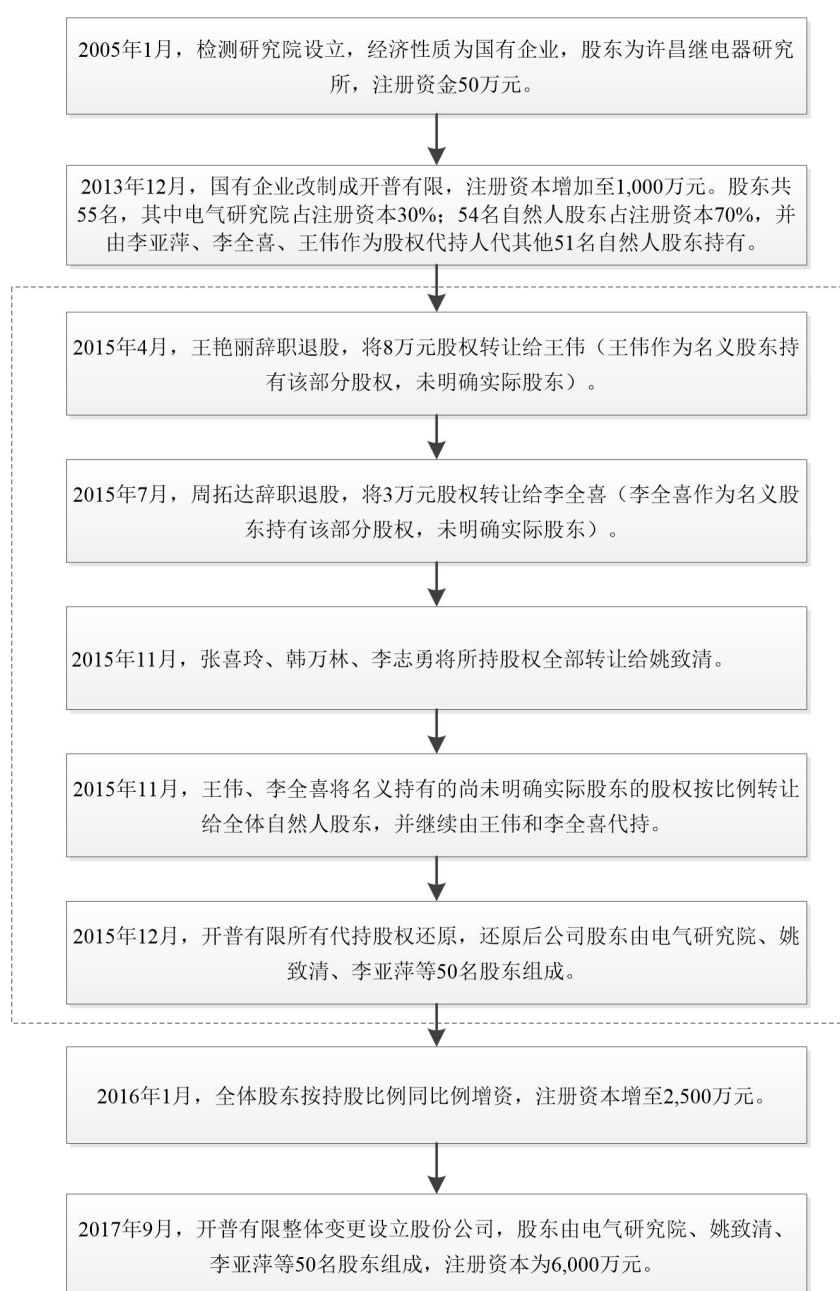 2005年1月，检测研究院设立，经济性质为国有企业，股东为许昌继电器研究
所，注册资金50万元。
2013年12月，国有企业改制成开普有限，注册资本增加至1,000万元。股东共
55名，其中电气研究院占注册资本30%；54名自然人股东占注册资本70%，并
由李亚萍、李全喜、王伟作为股权代持人代其他51名自然人股东持有。
2015年4月，王艳丽辞职退股，将8万元股权转让给王伟（王伟作为名义股东持
有该部分股权，未明确实际股东）。
2015年7月，周拓达辞职退股，将3万元股权转让给李全喜（李全喜作为名义股
东持有该部分股权，未明确实际股东）。
2015年11月，张喜玲、韩万林、李志勇将所持股权全部转让给姚致清。
2015年11月，王伟、李全喜将名义持有的尚未明确实际股东的股权按比例转让
给全体自然人股东，并继续由王伟和李全喜代持。
2015年12月，开普有限所有代持股权还原，还原后公司股东由电气研究院、姚
致清、李亚萍等50名股东组成。
2016年1月，全体股东按持股比例同比例增资，注册资本增至2,500万元。
2017年9月，开普有限整体变更设立股份公司，股东由电气研究院、姚致清、
李亚萍等50名股东组成，注册资本为6,000万元。